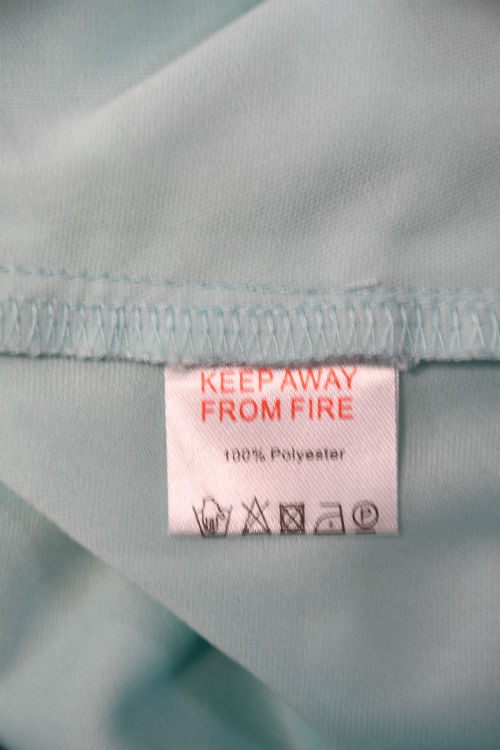 KEEP AWAY
FROM FIRE
100% Polyester
P